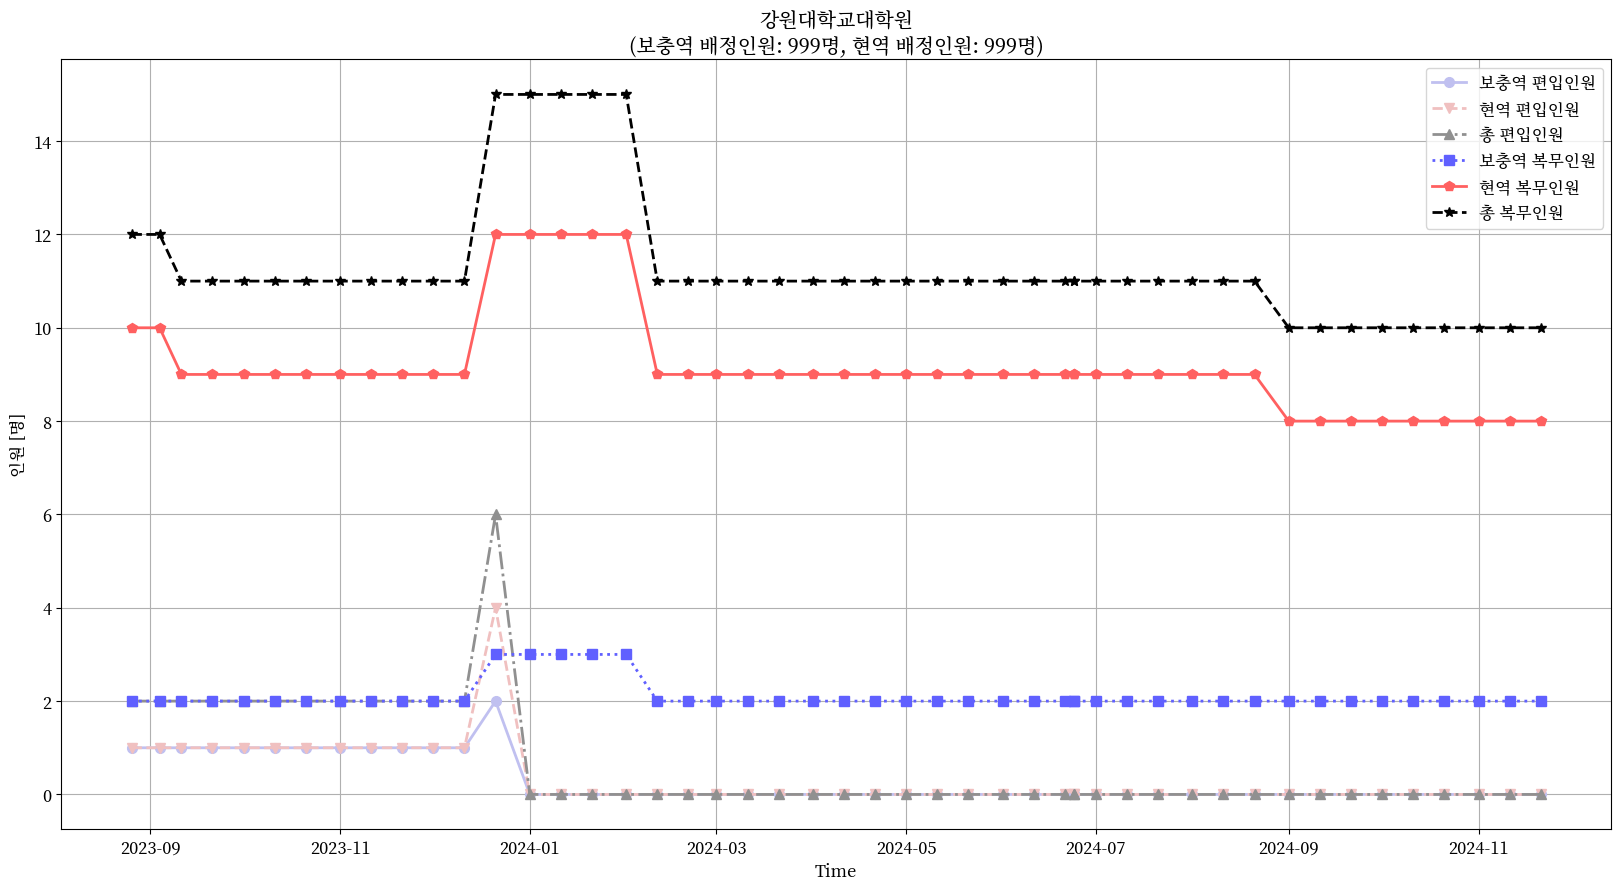 강원대학교대학원
(보충역 배정인원: 999명, 현역 배정인원: 999명)
보충역 편입인원
현역 편입인원
총 편입인원
보충역 복무인원
현역 복무인원
총 복무인원
인원 [명]
14
12
10
8
6
4
2
0
2023-09 2023-11 2024-01 2024-03 2024-05 2024-07 2024-09 2024-11
Time